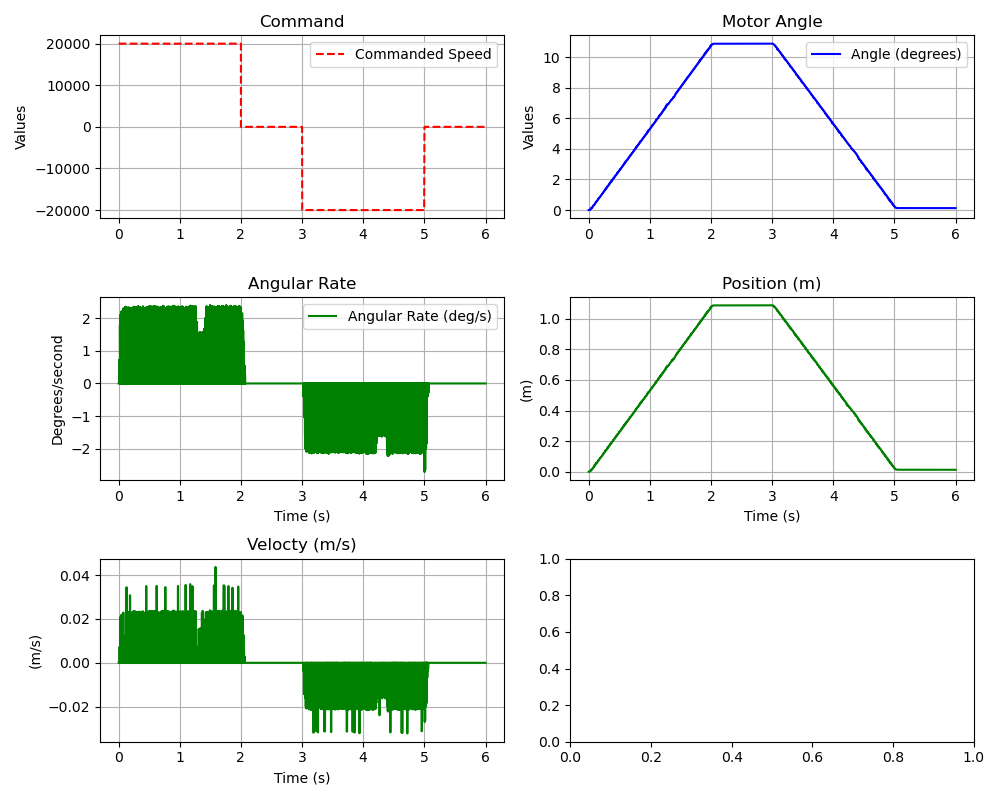 Command
Commanded Speed
Values
20000
10000
0
−10000
−20000
0 1 2 3 4 5 6
Motor Angle
Angle (degrees)
Values
10
8
6
4
2
0
0 1 2 3 4 5 6
Angular Rate
Angular Rate (deg/s)
Degrees/second
2
1
0
−1
−2
0 1 2 3 4 5 6
Time (s)
Position (m)
(m)
1.0
0.8
0.6
0.4
0.2
0.0
0 1 2 3 4 5 6
Time (s)
Velocty (m/s)
(m/s)
0.04
0.02
0.00
−0.02
0 1 2 3 4 5 6
Time (s)
1.0
0.8
0.6
0.4
0.2
0.0
0.0 0.2 0.4 0.6 0.8 1.0